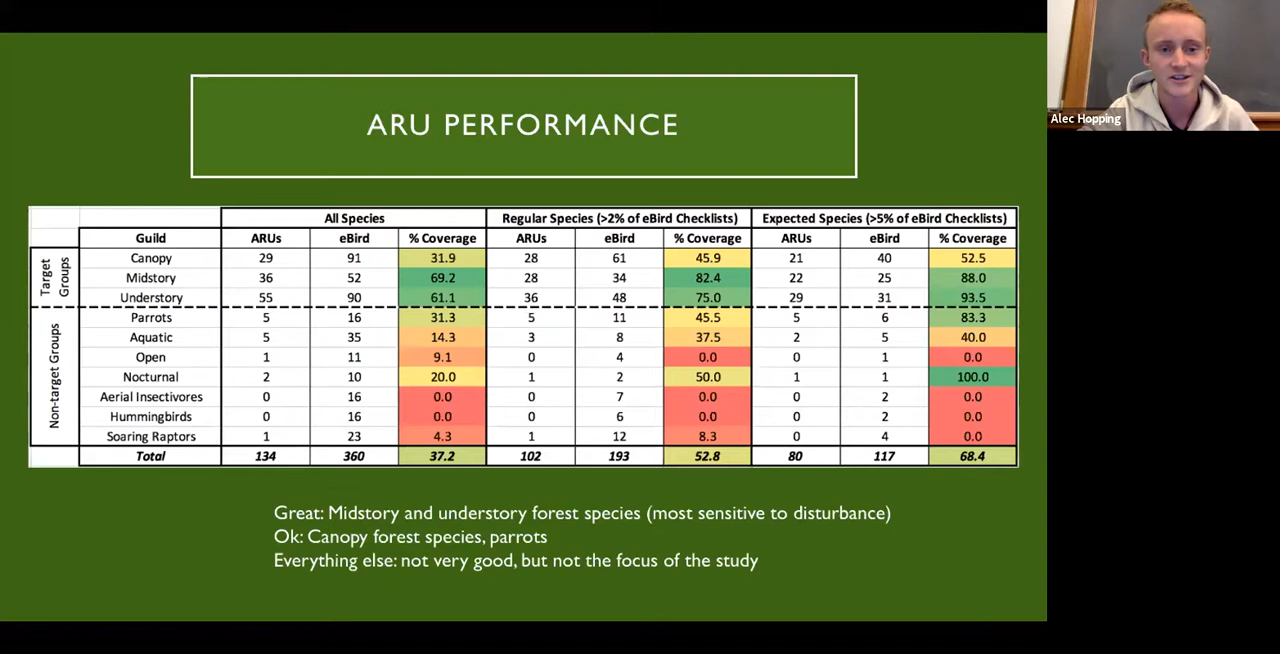 ARU PERFORMANCE
Alec Hopping
All Species Regular Species (>2% of eBird Checklists) Expected Species (>5% of eBird Checklists)
Guild ARUs eBird % Coverage ARUs eBird % Coverage ARUs eBird % Coverage
Target Groups
Canopy 29 91 31.9 28 61 45.9 21 40 52.5
Midstory 36 52 69.2 28 34 82.4 22 25 88.0
Understory 55 90 61.1 36 48 75.0 29 31 93.5
Non-target Groups
Parrots 5 16 31.3 5 11 45.5 5 6 83.3
Aquatic 5 35 14.3 3 8 37.5 2 5 40.0
Open 1 11 9.1 0 4 0.0 0 1 0.0
Nocturnal 2 10 20.0 1 2 50.0 1 1 100.0
Aerial Insectivores 0 16 0.0 0 7 0.0 0 2 0.0
Hummingbirds 0 16 0.0 0 6 0.0 0 2 0.0
Soaring Raptors 1 23 4.3 1 12 8.3 0 4 0.0
Total 134 360 37.2 102 193 52.8 80 117 68.4
Great: Midstory and understory forest species (most sensitive to disturbance)
Ok: Canopy forest species, parrots
Everything else: not very good, but not the focus of the study